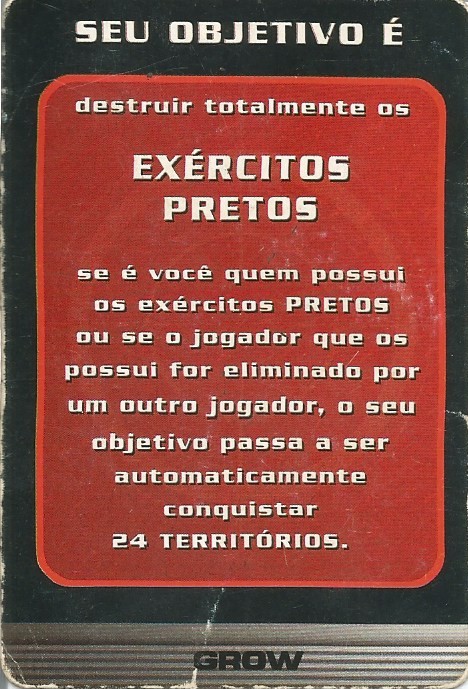 SEU OBJETIVO É
destruir totalmente os
EXÉRCITOS
PRETOS
se é você quem possui
os exércitos PRETOS
ou se o jogador que os
possui for eliminado por
um outro jogador, o seu
objetivo passa a ser
automaticamente
conquistar
24 TERRITÓRIOS.
GROW